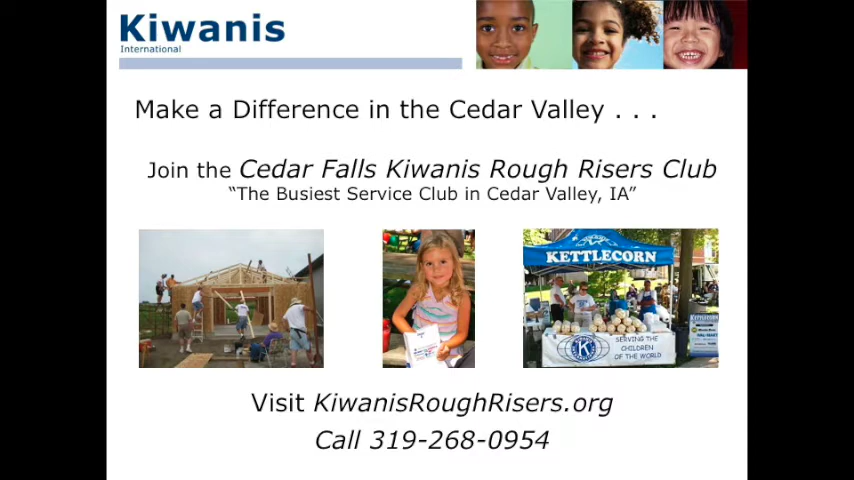 Kiwanis
International
Make a Difference in the Cedar Valley . . .
Join the Cedar Falls Kiwanis Rough Risers Club
“The Busiest Service Club in Cedar Valley, IA”
KETTLECORN
SERVING THE
CHILDREN
OF THE WORLD
Visit KiwanisRoughRisers.org
Call 319-268-0954